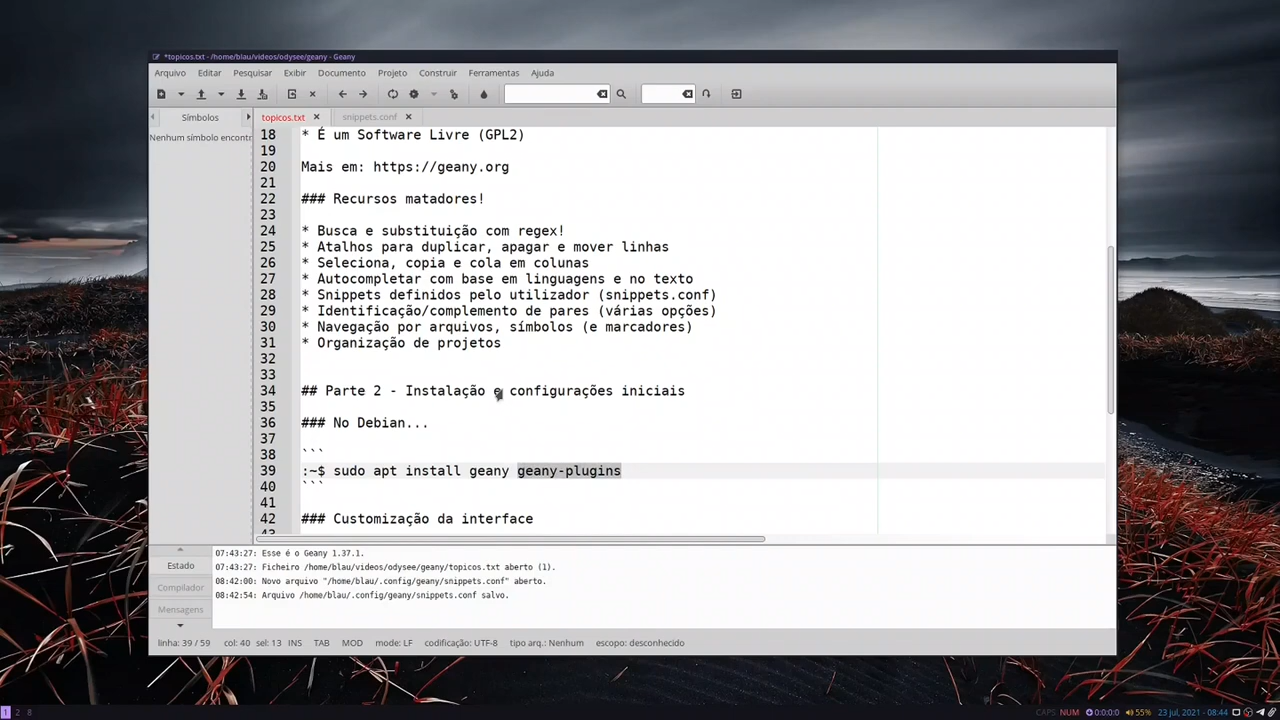 *topicos.txt - /home/blau/videos/odysee/geany - Geany
Arquivo Editar Pesquisar Exibir Documento Projeto Construir Ferramentas Ajuda
Símbolos
topicos.txt
snippets.conf
Nenhum símbolo encontr
18 * É um Software Livre (GPL2)
19
20 Mais em: https://geany.org
21
22 ### Recursos matadores!
23
24 * Busca e substituição com regex!
25 * Atalhos para duplicar, apagar e mover linhas
26 * Seleciona, copia e cola em colunas
27 * Autocompletar com base em linguagens e no texto
28 * Snippets definidos pelo utilizador (snippets.conf)
29 * Identificação/complemento de pares (várias opções)
30 * Navegação por arquivos, símbolos (e marcadores)
31 * Organização de projetos
32
33
34 ## Parte 2 - Instalação e configurações iniciais
35
36 ### No Debian...
37
38 ```
39 :~$ sudo apt install geany geany-plugins
40 ```
41
42 ### Customização da interface
43
Estado
Compilador
Mensagens
07:43:27: Esse é o Geany 1.37.1.
07:43:27: Ficheiro /home/blau/videos/odysee/geany/topicos.txt aberto (1).
08:42:00: Novo arquivo "/home/blau/.config/geany/snippets.conf" aberto.
08:42:54: Arquivo /home/blau/.config/geany/snippets.conf salvo.
linha: 39 / 59 col: 40 sel: 13 INS TAB MOD mode: LF codificação: UTF-8 tipo arq.: Nenhum escopo: desconhecido
1 2 8
CAPS NUM 0:0:0:0 55% 23 jul, 2021 - 08:44